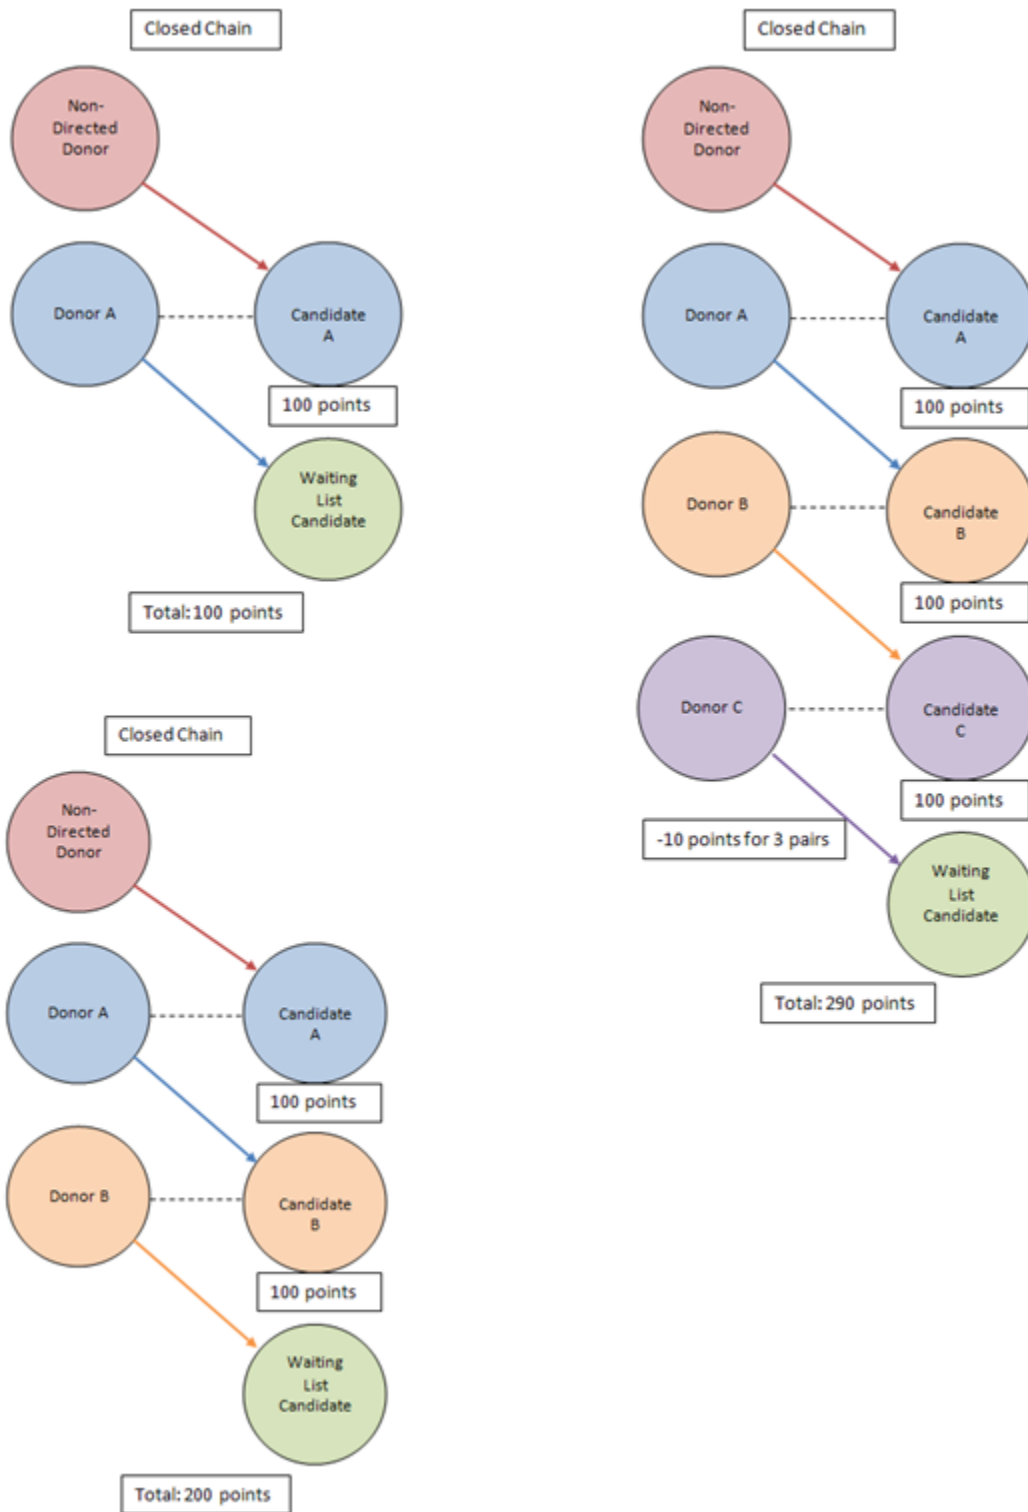 Closed Chain
Non-
Directed
Donor
Donor A
Candidate
A
100 points
Waiting
List
Candidate
Total: 100 points
Closed Chain
Non-
Directed
Donor
Donor A
Candidate
A
100 points
Donor B
Candidate
B
100 points
Waiting
List
Candidate
Total: 200 points
Closed Chain
Non-
Directed
Donor
Donor A
Candidate
A
100 points
Donor B
Candidate
B
100 points
Donor C
Candidate
C
100 points
-10 points for 3 pairs
Waiting
List
Candidate
Total: 290 points